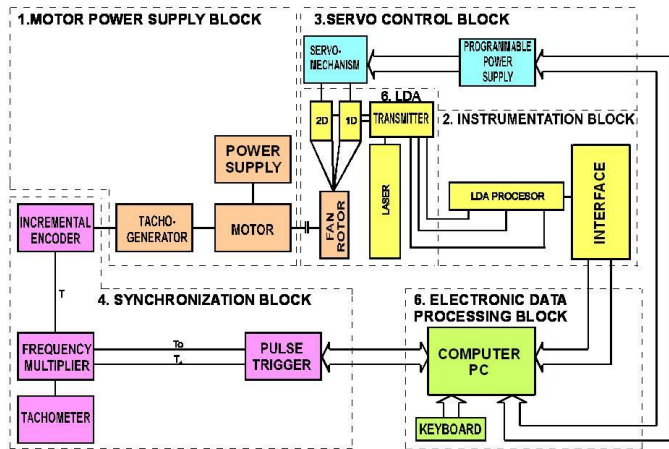 1.MOTOR POWER SUPPLY BLOCK
3.SERVO CONTROL BLOCK
SERVO-
MECHANISM
PROGRAMMABLE
POWER
SUPPLY
6. LDA
2D
1D
TRANSMITTER
2. INSTRUMENTATION BLOCK
POWER
SUPPLY
LASER
LDA PROCESOR
INTERFACE
INCREMENTAL
ENCODER
TACHO-
GENERATOR
MOTOR
FAN
ROTOR
T
4. SYNCHRONIZATION BLOCK
6. ELECTRONIC DATA
PROCESSING BLOCK
FREQUENCY
MULTIPLIER
To
PULSE
TRIGGER
COMPUTER
PC
TACHOMETER
KEYBOARD